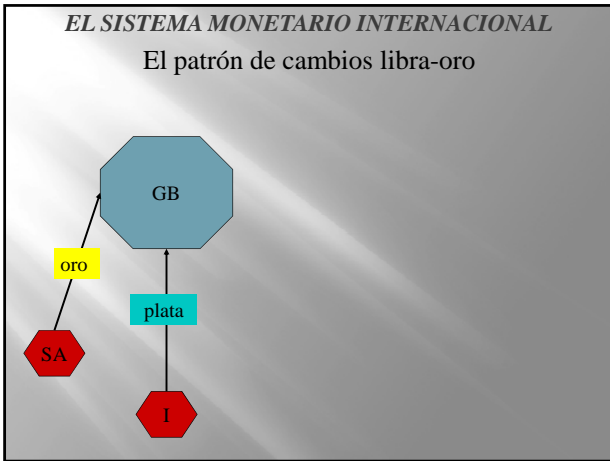 EL SISTEMA MONETARIO INTERNACIONAL
El patrón de cambios libra-oro
GB
oro
plata
SA
I